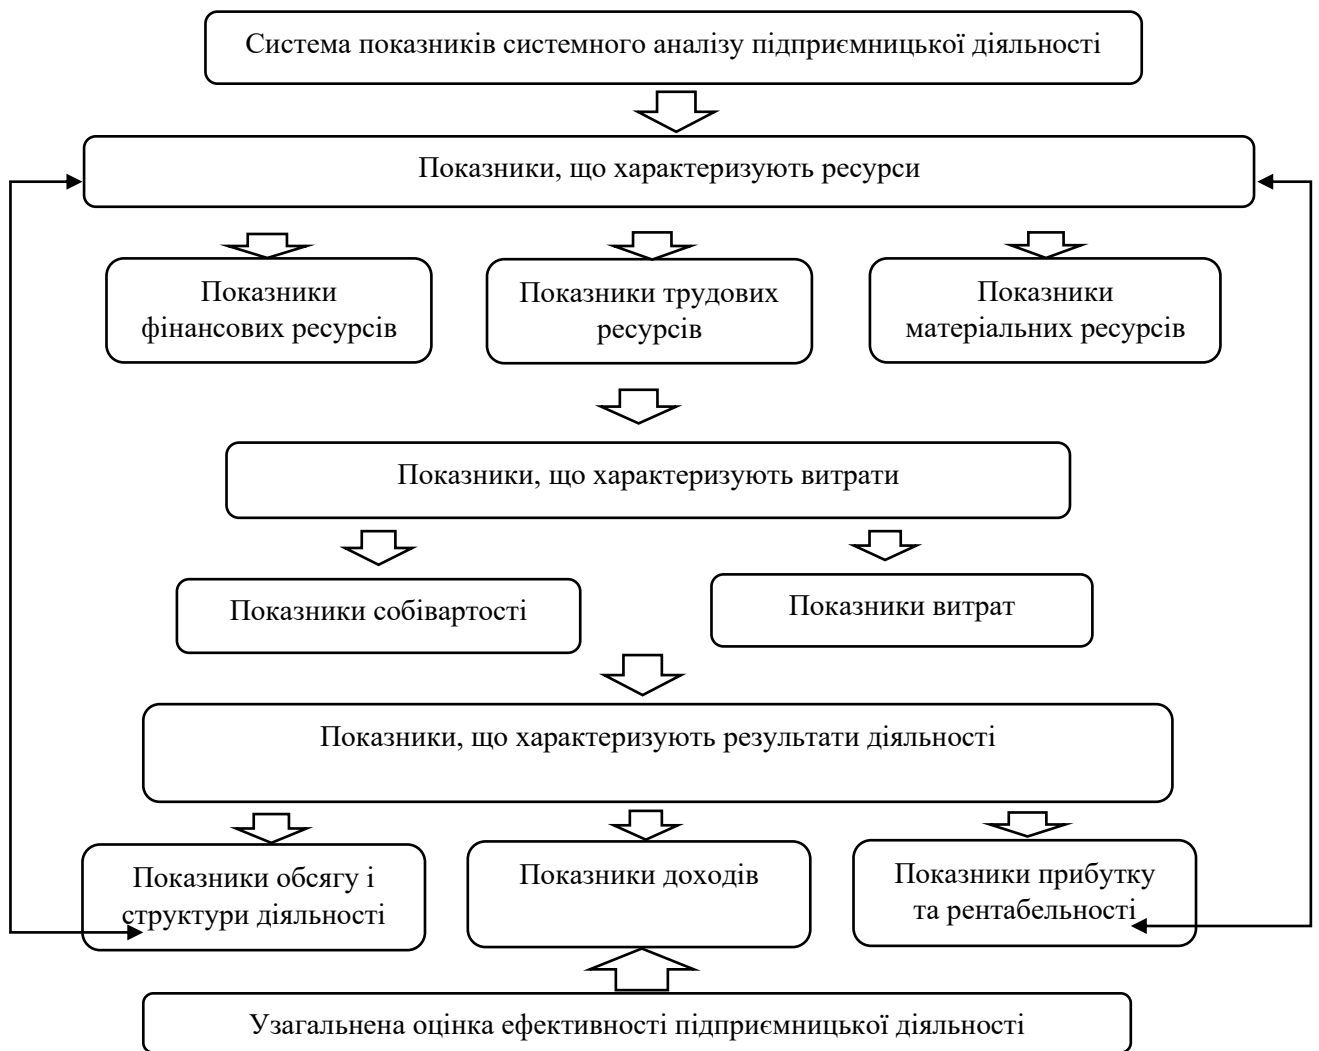 Система показників системного аналізу підприємницької діяльності
Показники, що характеризують ресурси
Показники
фінансових ресурсів
Показники трудових
ресурсів
Показники
матеріальних ресурсів
Показники, що характеризують витрати
Показники собівартості
Показники витрат
Показники, що характеризують результати діяльності
Показники обсягу і
структури діяльності
Показники доходів
Показники прибутку
та рентабельності
Узагальнена оцінка ефективності підприємницької діяльності